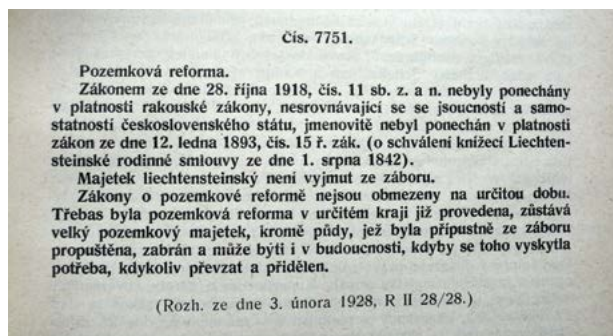 Čís. 7751.
Pozemková reforma.
Zákonem ze dne 28. října 1918, čís. 11 sb. z. a n. nebyly ponechány
v platnosti rakouské zákony, nesrovnávající se se jsoucností a samo-
statností československého státu, jmenovitě nebyl ponechán v platnosti
zákon ze dne 12. ledna 1893, čís. 15 ř. zák. (o schválení knížecí Liechten-
steinské rodinné smlouvy ze dne 1. srpna 1842).
Majetek liechtensteinský není vyjmut ze záboru.
Zákony o pozemkové reformě nejsou obmezeny na určitou dobu.
Třebas byla pozemková reforma v určitém kraji již provedena, zůstává
velký pozemkový majetek, kromě půdy, jež byla přípustně ze záboru
propuštěna, zabrán a může býti i v budoucnosti, kdyby se toho vyskytla
potřeba, kdykoliv převzat a přidělen.
(Rozh. ze dne 3. února 1928, R II 28/28.)